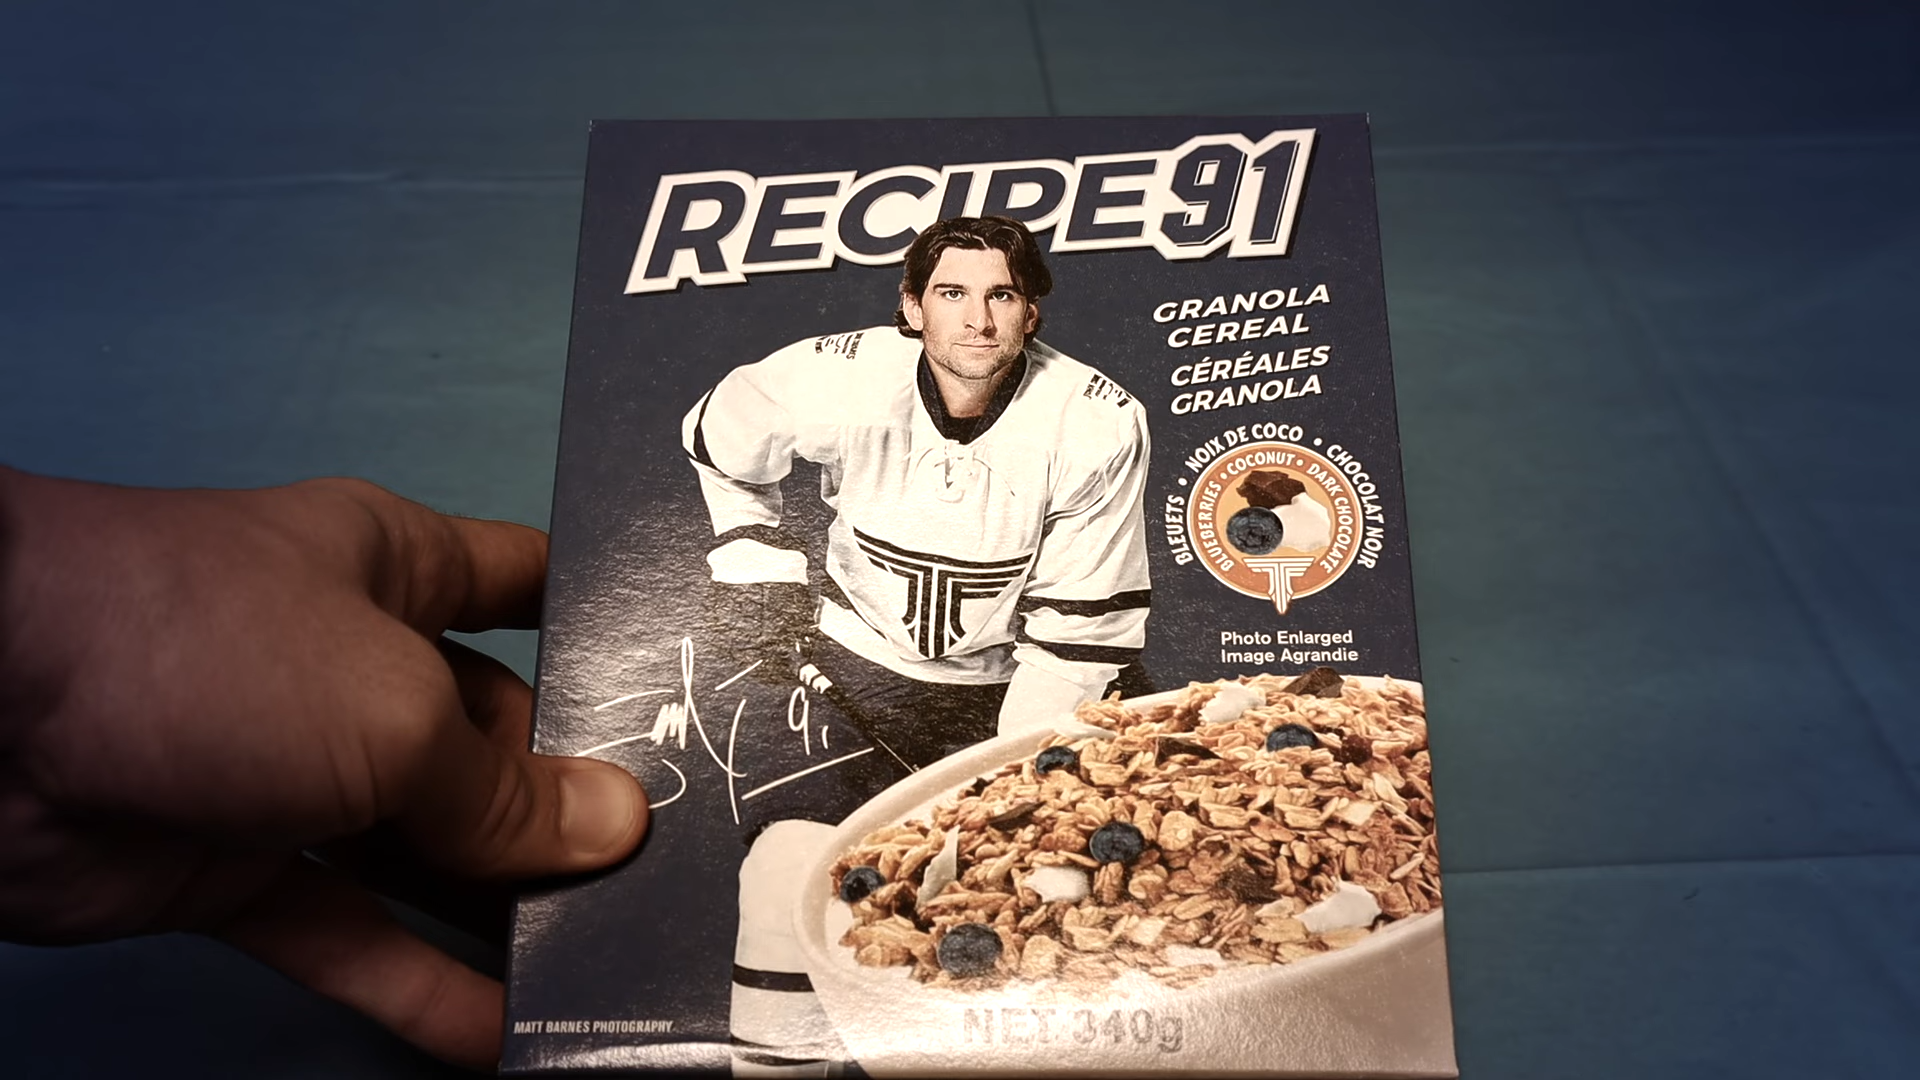 RECIPE91
GRANOLA
CEREAL
CÉRÉALES
GRANOLA
BLEUETS • NOIX DE COCO • CHOCOLAT NOIR
BLUEBERRIES • COCONUT • DARK CHOCOLATE
Photo Enlarged
Image Agrandie
91
MATT BARNES PHOTOGRAPHY
NET 340g